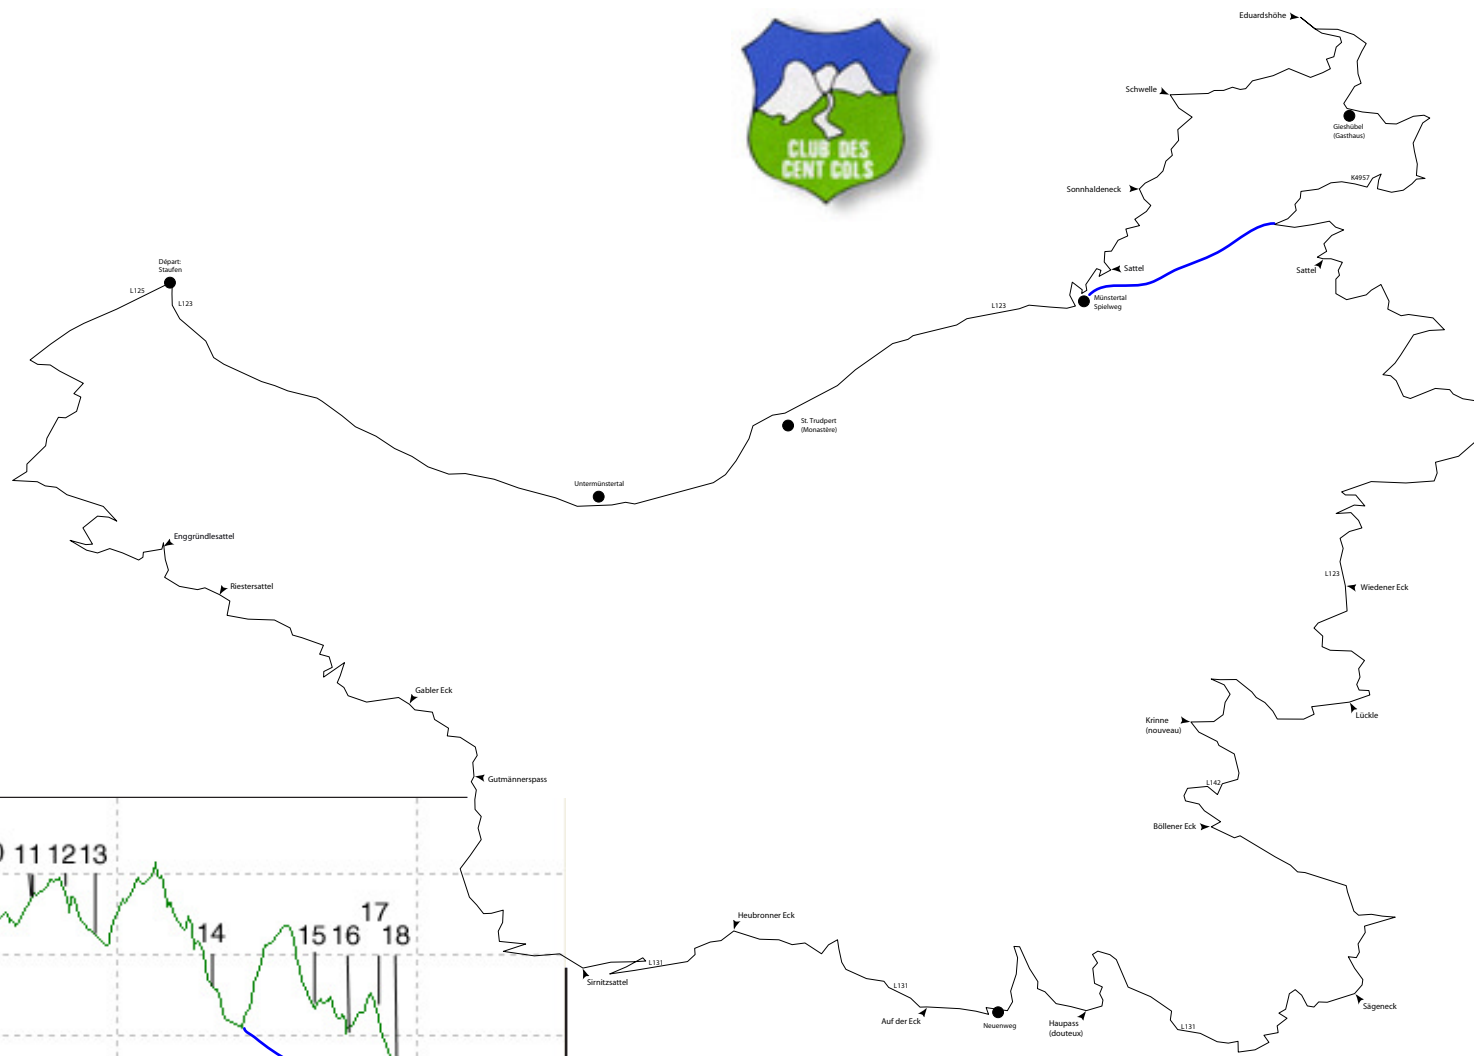 Eduardshöhe
CLUB DES
CENT COLS
Schwelle
Gieshübel
(Gasthaus)
K4957
Sonnhaldeneck
Départ:
Staufen
Sattel
Sattel
L125
L123
L123
Münstertal
Spielweg
St. Trudpert
(Monastère)
Untermünstertal
Enggründlesattel
L123
Riestersattel
Wiedener Eck
Gabler Eck
Lückle
Krinne
(nouveau)
Gutmännerspass
L142
Böllener Eck
11 12 13
Heubronner Eck
17
14
15 16
18
L131
Sirnitzsattel
L131
Auf der Eck
Neuenweg
Haupass
(douteux)
L131
Sägeneck